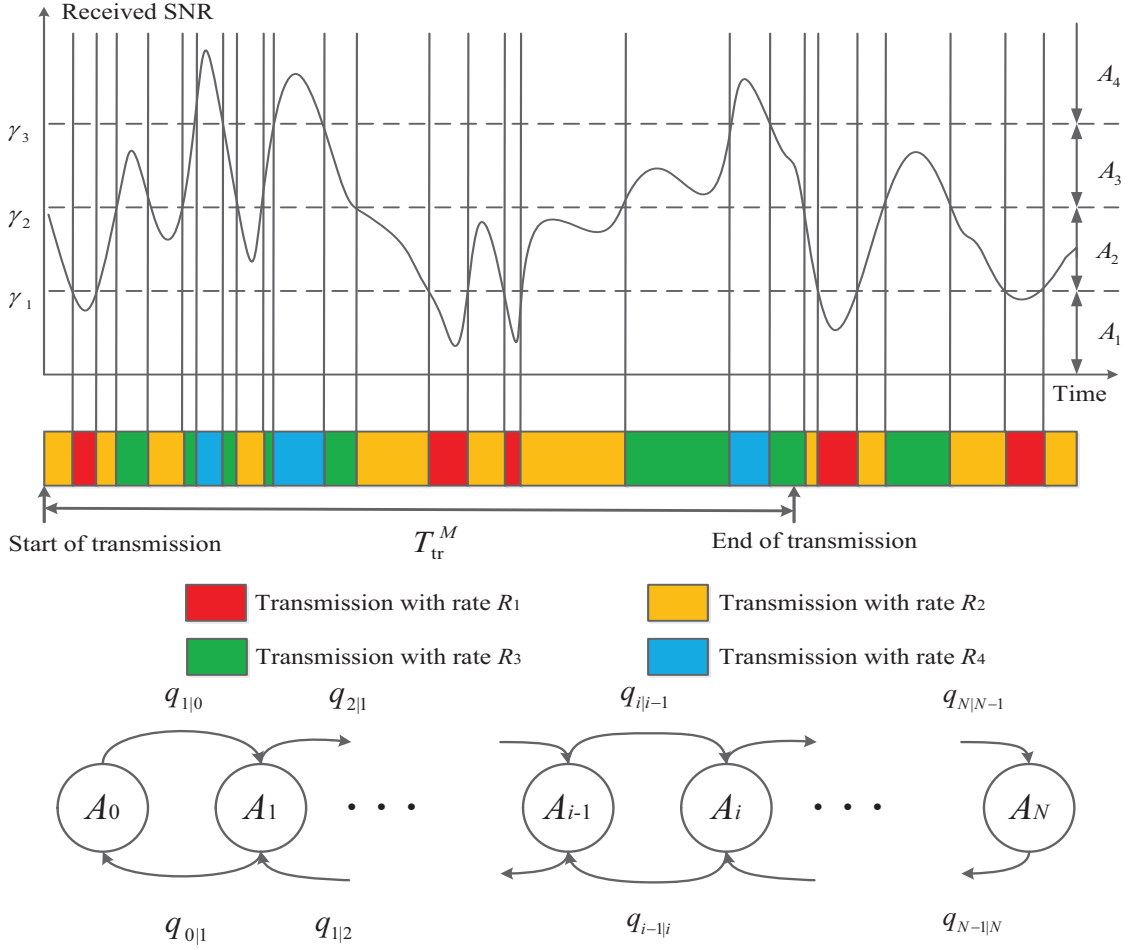 Received SNR
A4
γ3
A3
γ2
A2
γ1
A1
Time
Start of transmission
T_tr^M
End of transmission
Transmission with rate R1
Transmission with rate R2
Transmission with rate R3
Transmission with rate R4
q1|0
q2|1
qi|i−1
qN|N−1
A0
A1
· · ·
Ai-1
Ai
· · ·
AN
q0|1
q1|2
qi−1|i
qN−1|N